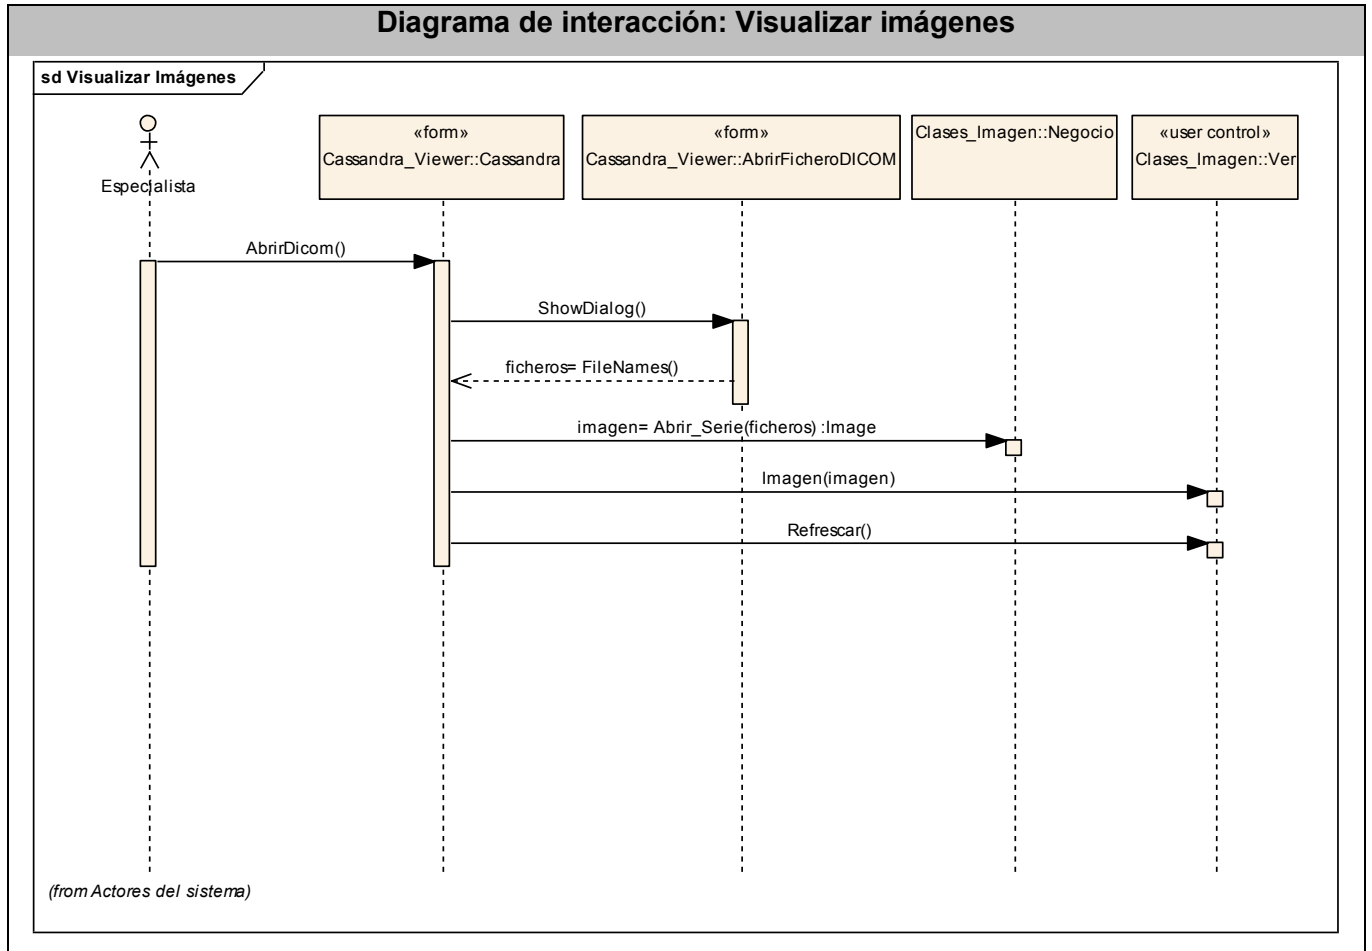 Diagrama de interacción: Visualizar imágenes
sd Visualizar Imágenes
Especialista
«form»
Cassandra_Viewer::Cassandra
«form»
Cassandra_Viewer::AbrirFicheroDICOM
Clases_Imagen::Negocio
«user control»
Clases_Imagen::Ver
AbrirDicom()
ShowDialog()
ficheros= FileNames()
imagen= Abrir_Serie(ficheros) :Image
Imagen(imagen)
Refrescar()
(from Actores del sistema)